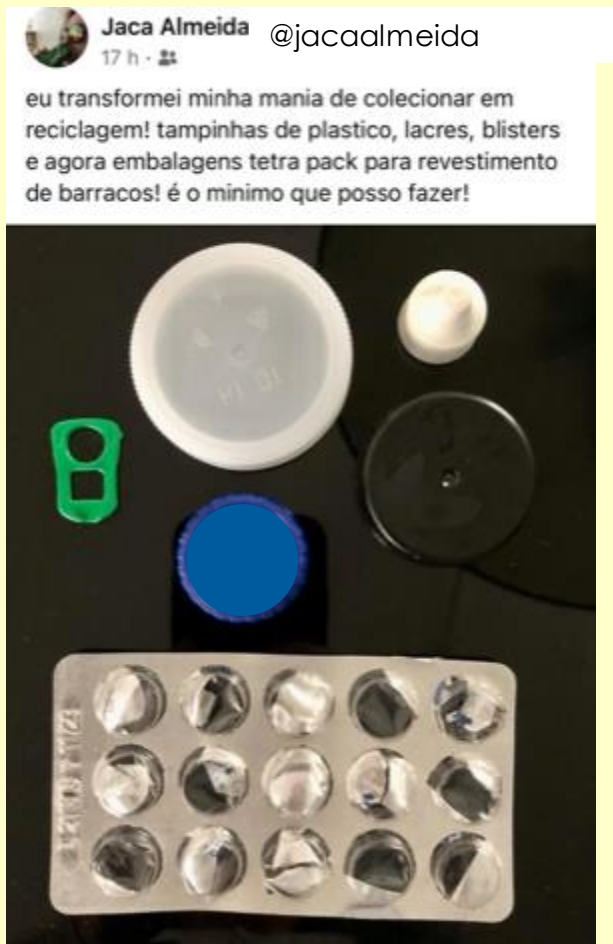 Jaca Almeida @jacaalmeida
17 h ·
eu transformei minha mania de colecionar em
reciclagem! tampinhas de plastico, lacres, blisters
e agora embalagens tetra pack para revestimento
de barracos! é o minimo que posso fazer!